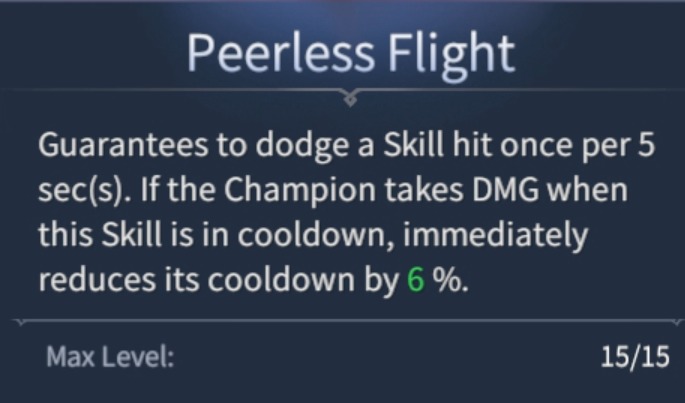 Peerless Flight
Guarantees to dodge a Skill hit once per 5
sec(s). If the Champion takes DMG when
this Skill is in cooldown, immediately
reduces its cooldown by 6 %.
Max Level: 15/15